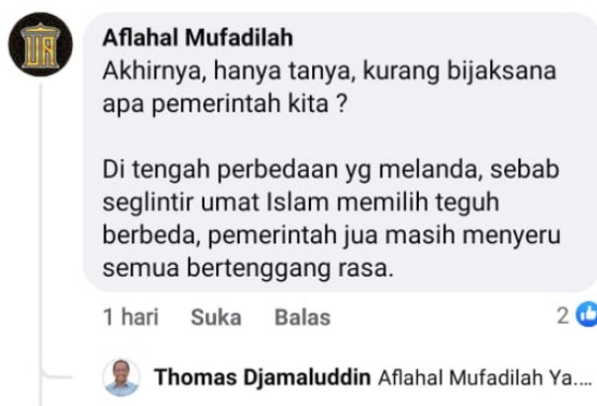 Aflahal Mufadilah
Akhirnya, hanya tanya, kurang bijaksana
apa pemerintah kita ?
Di tengah perbedaan yg melanda, sebab
seglintir umat Islam memilih teguh
berbeda, pemerintah jua masih menyeru
semua bertenggang rasa.
1 hari Suka Balas 2
Thomas Djamaluddin Aflahal Mufadilah Ya....